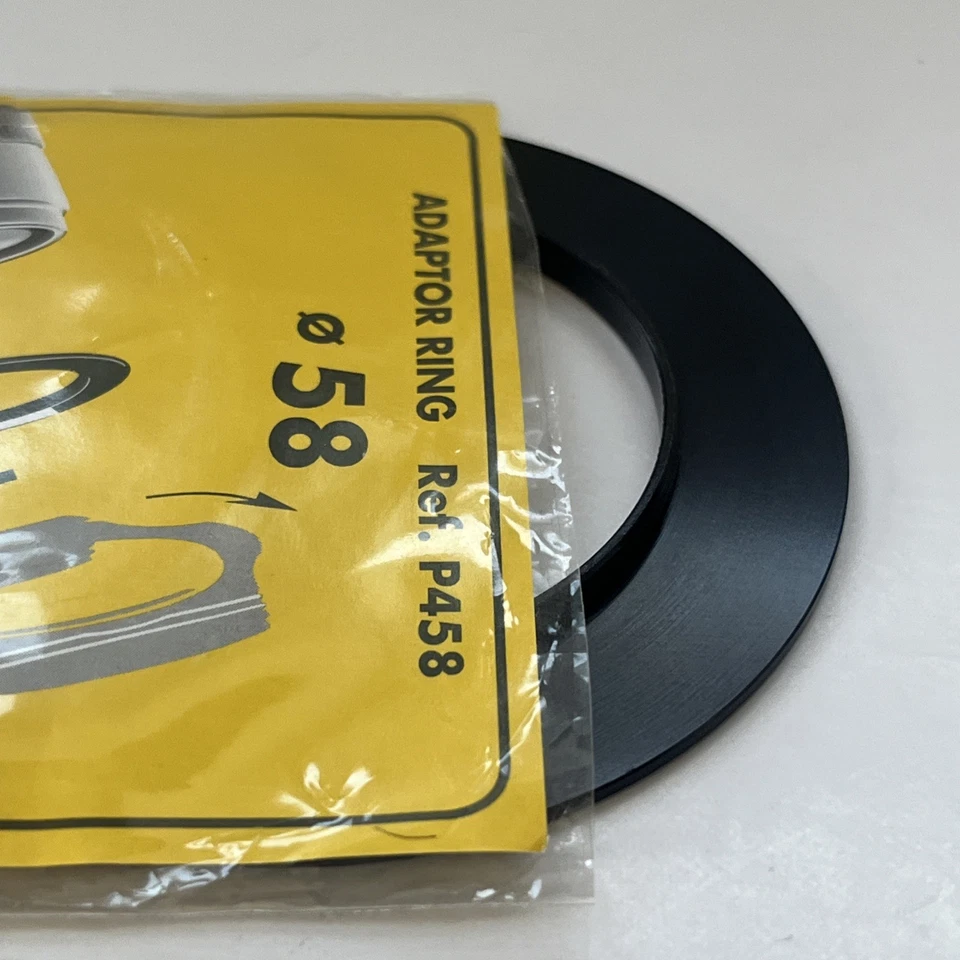 ADAPTOR RING Ref. P458
ø 58